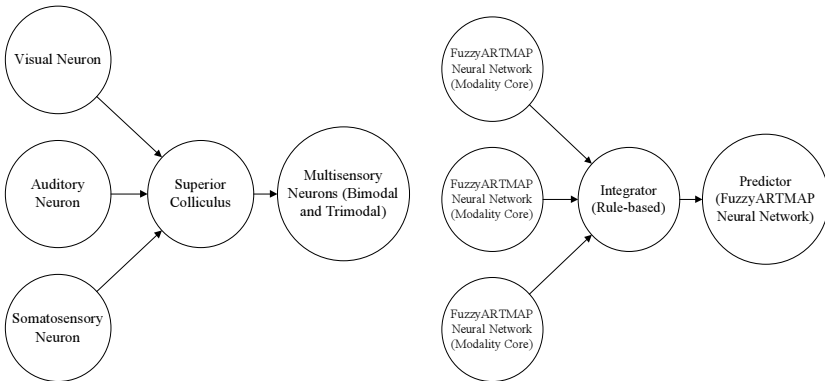 Visual Neuron
Auditory
Neuron
Somatosensory
Neuron
Superior
Colliculus
Multisensory
Neurons (Bimodal
and Trimodal)
FuzzyARTMAP
Neural Network
(Modality Core)
FuzzyARTMAP
Neural Network
(Modality Core)
FuzzyARTMAP
Neural Network
(Modality Core)
Integrator
(Rule-based)
Predictor
(FuzzyARTMAP
Neural Network)